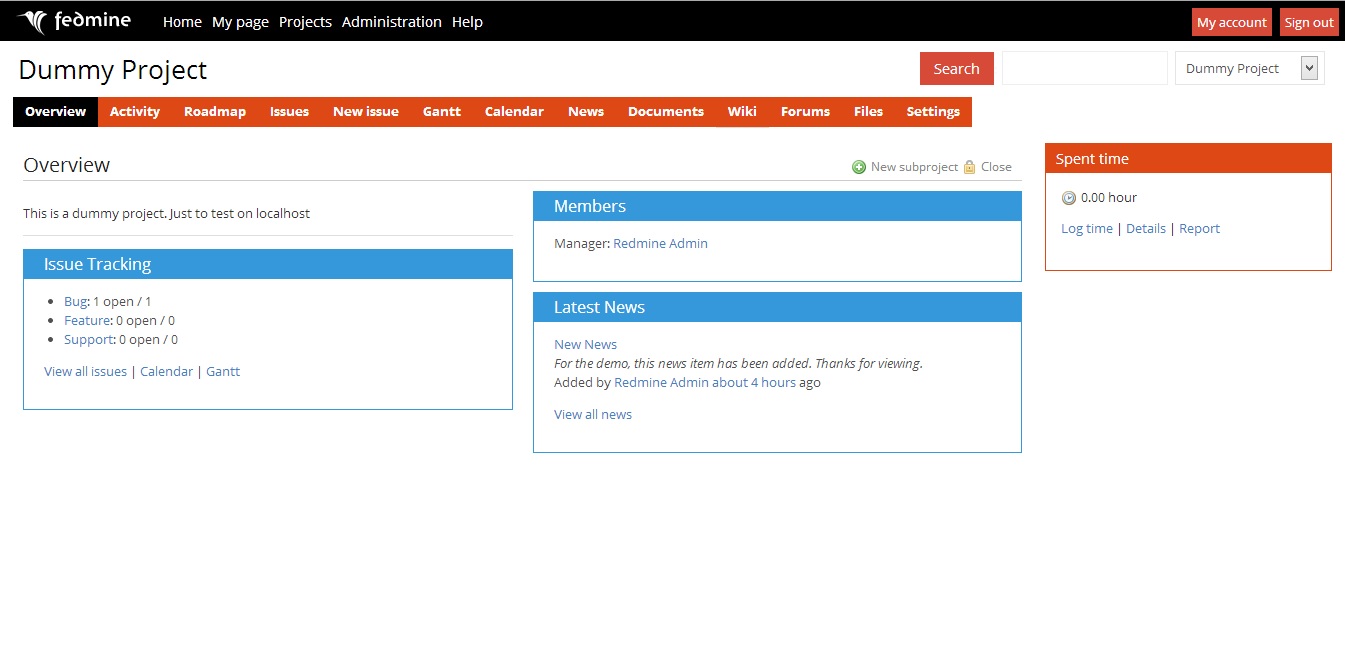 fedmine Home My page Projects Administration Help My account Sign out
Dummy Project Search Dummy Project
Overview Activity Roadmap Issues New issue Gantt Calendar News Documents Wiki Forums Files Settings
Overview New subproject Close
This is a dummy project. Just to test on localhost
Issue Tracking
Bug: 1 open / 1
Feature: 0 open / 0
Support: 0 open / 0
View all issues | Calendar | Gantt
Members
Manager: Redmine Admin
Latest News
New News
For the demo, this news item has been added. Thanks for viewing.
Added by Redmine Admin about 4 hours ago
View all news
Spent time
0.00 hour
Log time | Details | Report